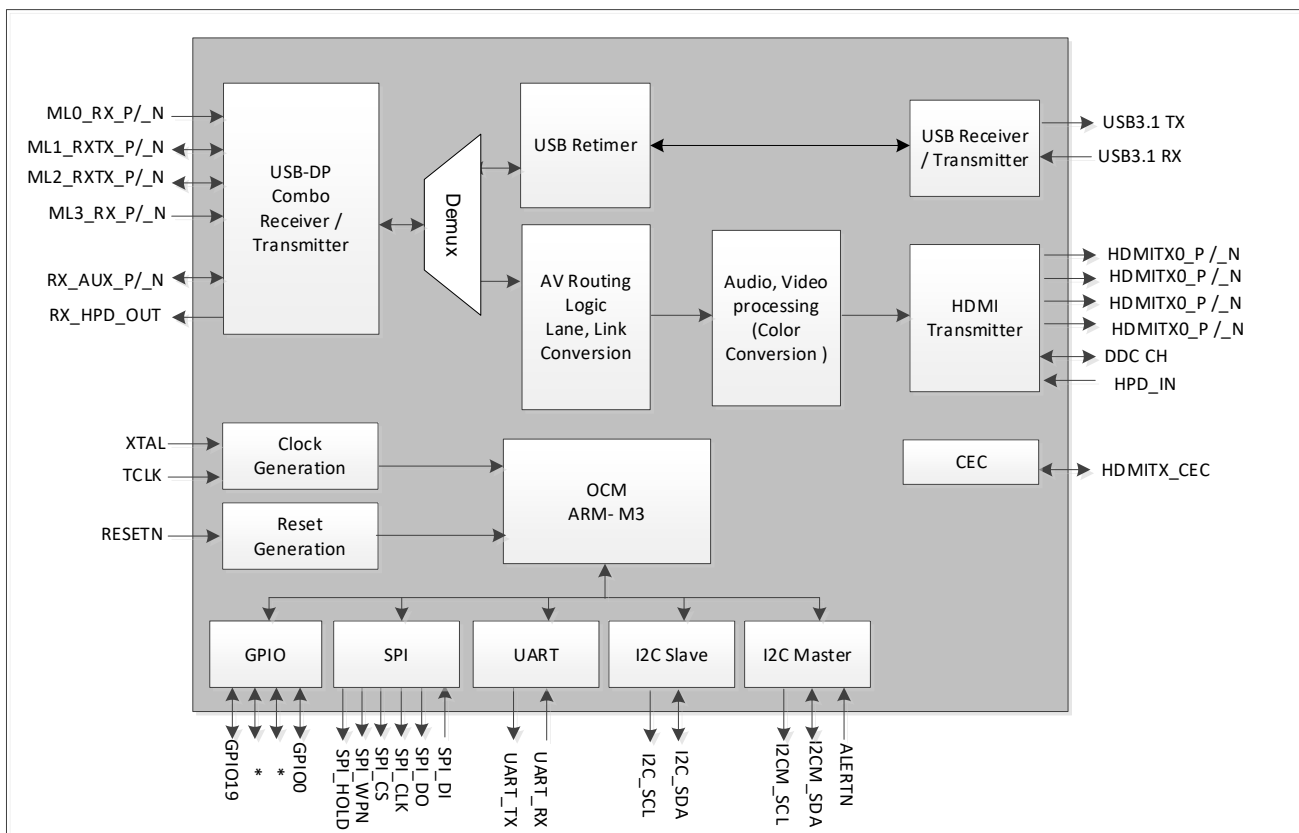 ML0_RX_P/_N
ML1_RXTX_P/_N
ML2_RXTX_P/_N
ML3_RX_P/_N
RX_AUX_P/_N
RX_HPD_OUT
USB-DP
Combo
Receiver /
Transmitter
Demux
USB Retimer
USB Receiver
/ Transmitter
USB3.1 TX
USB3.1 RX
AV Routing
Logic
Lane, Link
Conversion
Audio, Video
processing
(Color
Conversion )
HDMI
Transmitter
HDMITX0_P /_N
HDMITX0_P /_N
HDMITX0_P /_N
HDMITX0_P /_N
DDC CH
HPD_IN
XTAL
TCLK
Clock
Generation
RESETN
Reset
Generation
OCM
ARM- M3
CEC
HDMITX_CEC
GPIO
SPI
UART
I2C Slave
I2C Master
GPIO19
*
*
GPIO0
SPI_HOLD
SPI_WPN
SPI_CS
SPI_CLK
SPI_DO
SPI_DI
UART_TX
UART_RX
I2C_SCL
I2C_SDA
I2CM_SCL
I2CM_SDA
ALERTN